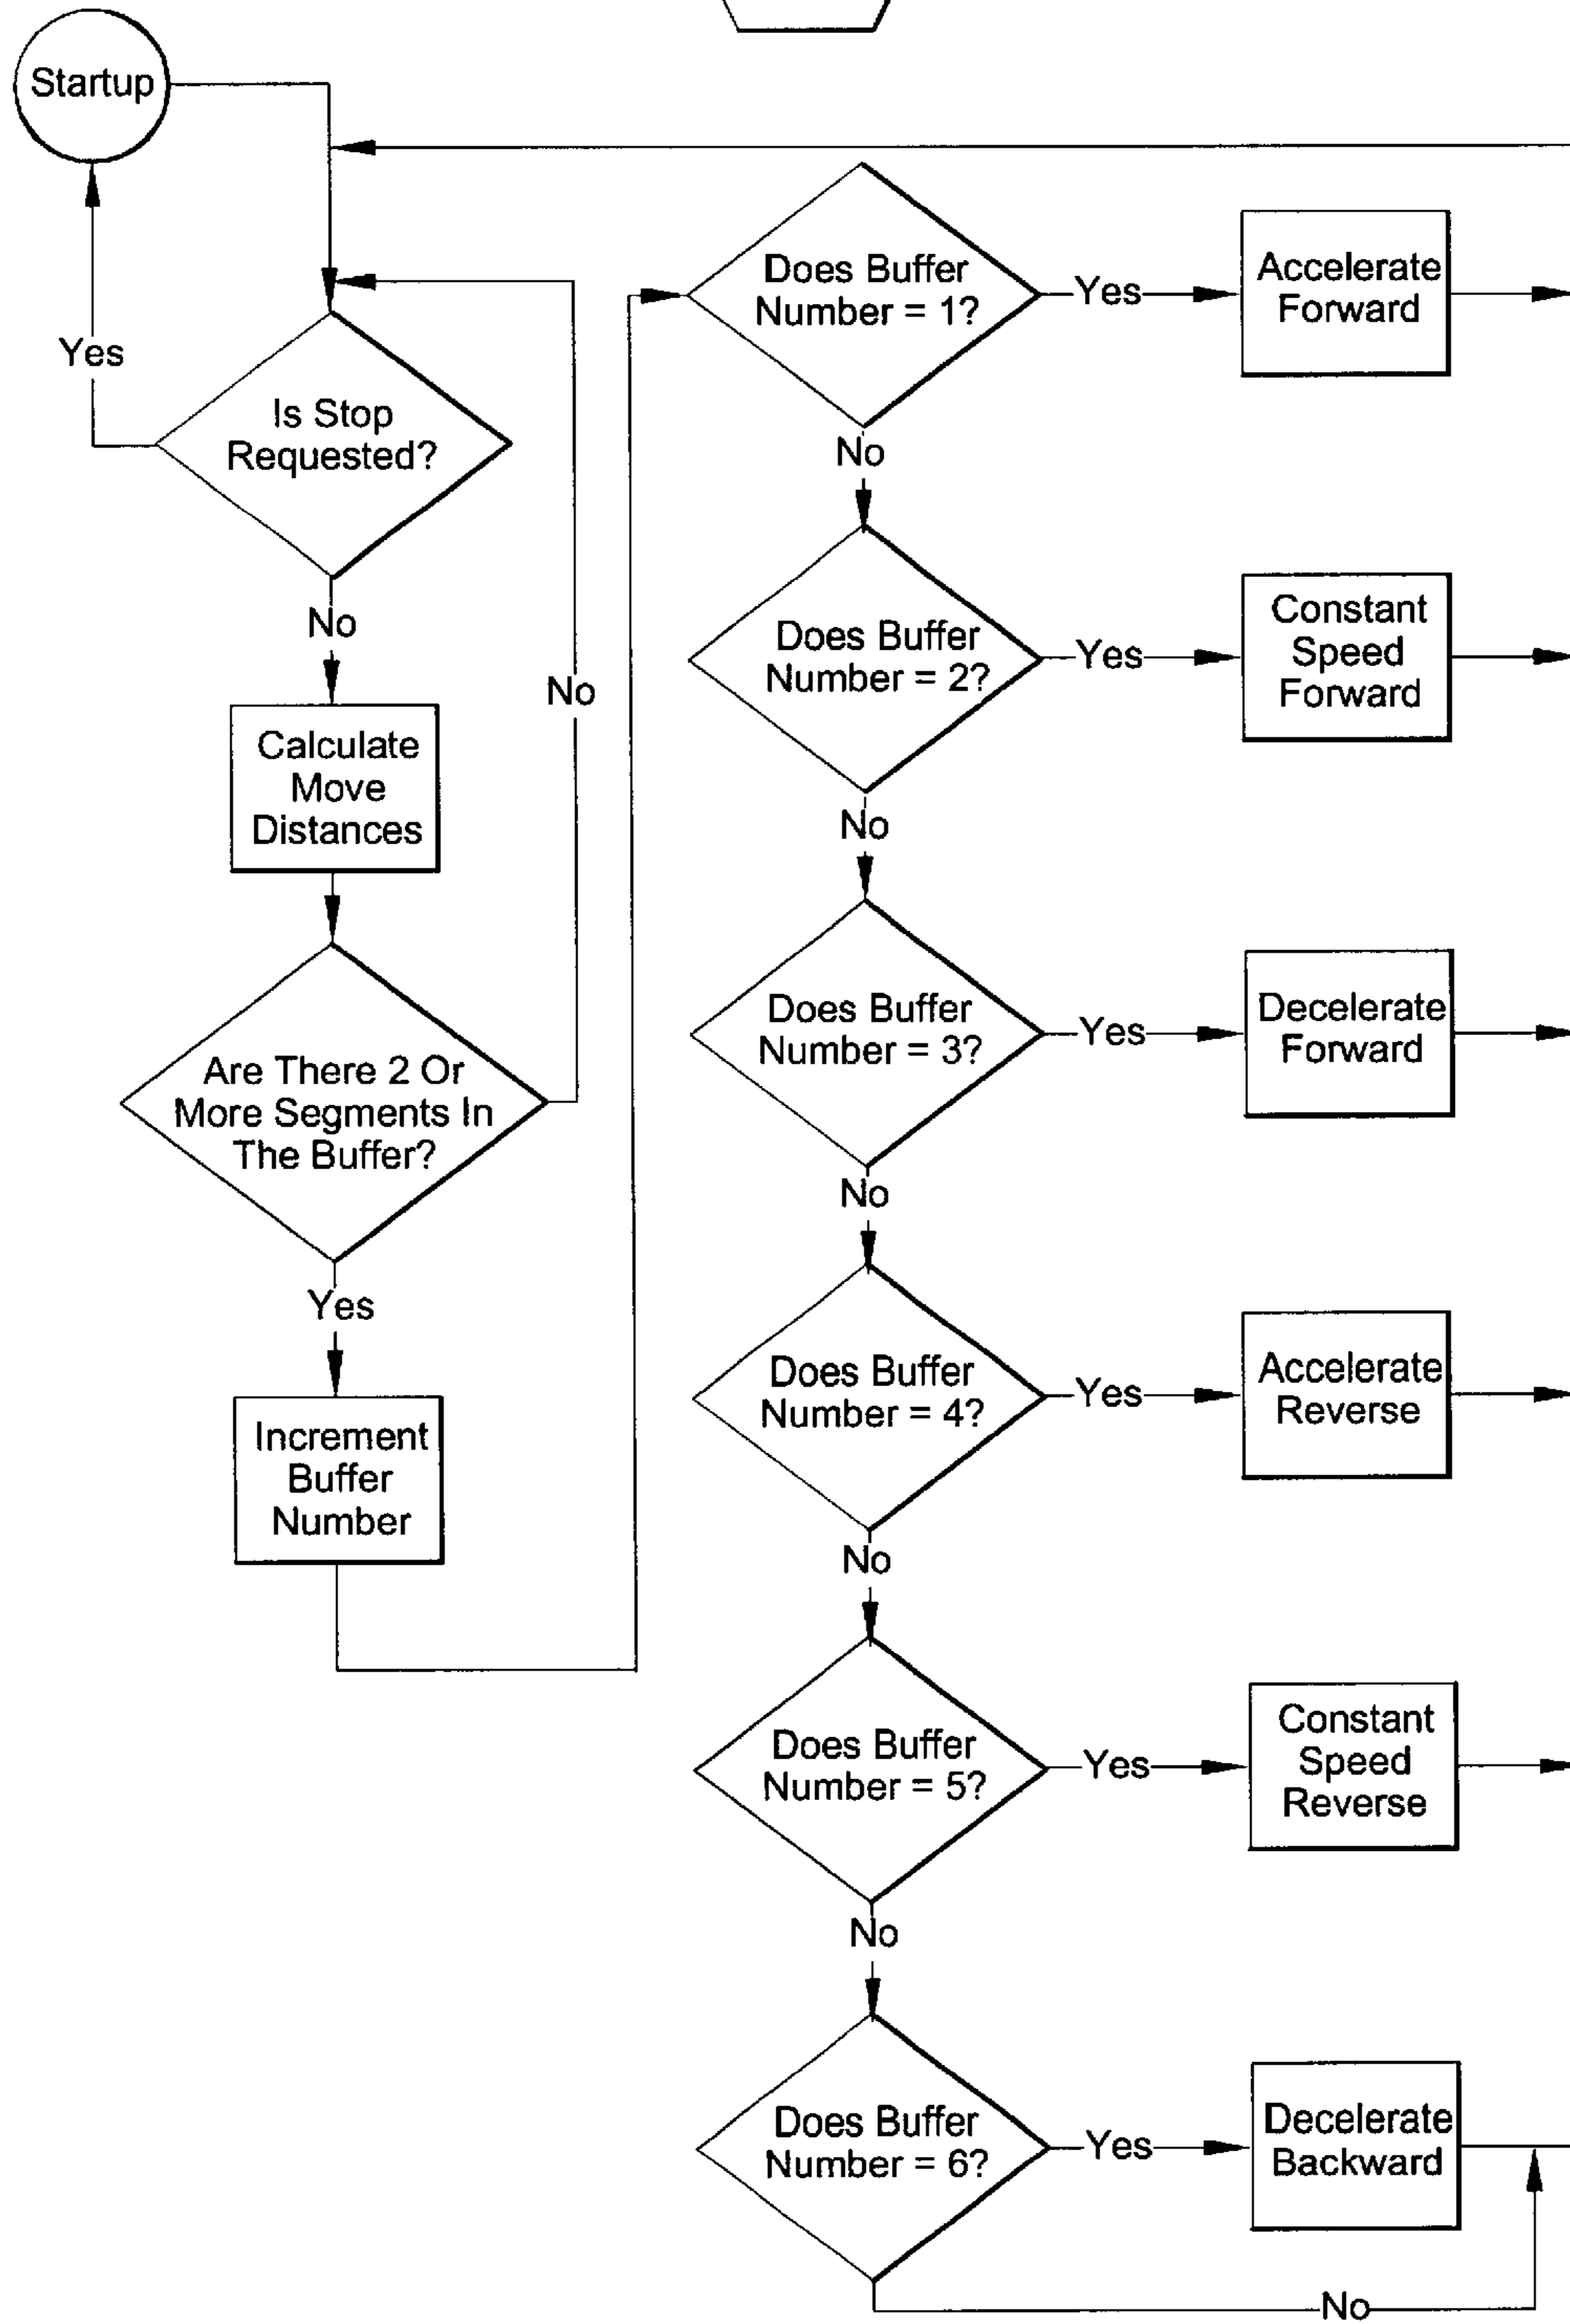 Startup
Yes
Is Stop
Requested?
No
Calculate
Move
Distances
No
Are There 2 Or
More Segments In
The Buffer?
Yes
Increment
Buffer
Number
Does Buffer
Number = 1?
Yes
Accelerate
Forward
No
Does Buffer
Number = 2?
Yes
Constant
Speed
Forward
No
Does Buffer
Number = 3?
Yes
Decelerate
Forward
No
Does Buffer
Number = 4?
Yes
Accelerate
Reverse
No
Does Buffer
Number = 5?
Yes
Constant
Speed
Reverse
No
Does Buffer
Number = 6?
Yes
Decelerate
Backward
No